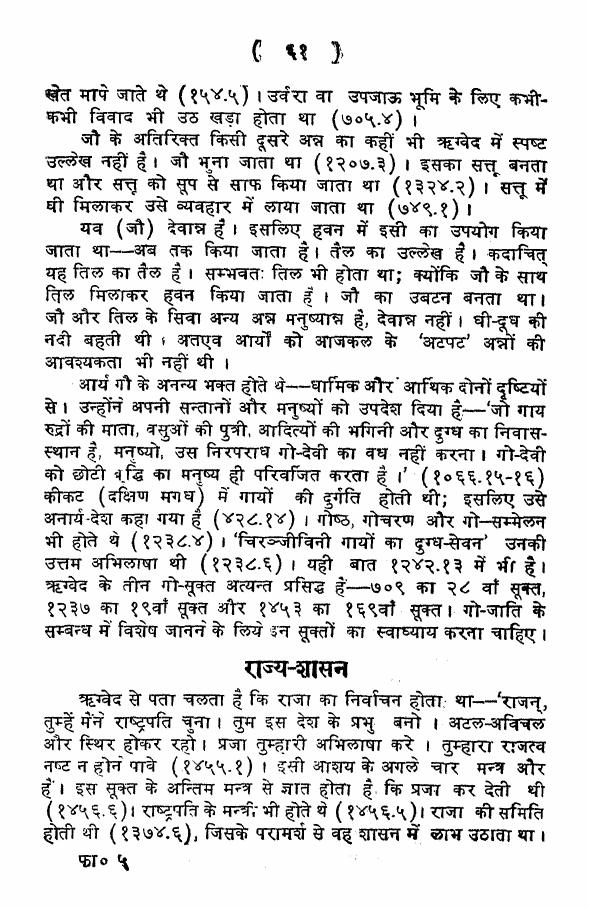 ( ६१ )
खेत मापे जाते थे (१५४.५) । उर्वरा वा उपजाऊ भूमि के लिए कभी-
कभी विवाद भी उठ खड़ा होता था (७०५.४) ।
जौ के अतिरिक्त किसी दूसरे अन्न का कहीं भी ऋग्वेद में स्पष्ट
उल्लेख नहीं है । जौ भुना जाता था (१२०७.३) । इसका सत्तू बनता
था और सत्तू को सूप से साफ किया जाता था (१३२४.२) । सत्तू में
घी मिलाकर उसे व्यवहार में लाया जाता था (७४९.१) ।
यव (जौ) देवान्न है । इसलिए हवन में इसी का उपयोग किया
जाता था—अब तक किया जाता है । तैल का उल्लेख है । कदाचित्
यह तिल का तैल है । सम्भवतः तिल भी होता था; क्योंकि जौ के साथ
तिल मिलाकर हवन किया जाता है । जौ का उबटन बनता था ।
जौ और तिल के सिवा अन्य अन्न मनुष्यान्न है, देवान्न नहीं । घी-दूध की
नदी बहती थी । अतएव आर्यों को आजकल के 'अटपट' अन्नों की
आवश्यकता भी नहीं थी ।
आर्य गौ के अनन्य भक्त होते थे—धार्मिक और आर्थिक दोनों दृष्टियों
से । उन्होंने अपनी सन्तानों और मनुष्यों को उपदेश दिया है—'जो गाय
रुद्रों की माता, वसुओं की पुत्री, आदित्यों की भगिनी और दुग्ध का निवास-
स्थान है, मनुष्यो, उस निरपराध गो-देवी का वध नहीं करना । गो-देवी
को छोटी बुद्धि का मनुष्य ही परिवर्जित करता है ।' (१०६६.१५-१६)
कीकट (दक्षिण मगध) में गायों की दुर्गति होती थी; इसलिए उसे
अनार्य-देश कहा गया है (४२८.१४) । गोष्ठ, गोचरण और गो-सम्मेलन
भी होते थे (१२३८.४) । 'चिरञ्जीविनी गायों का दुग्ध-सेवन' उनकी
उत्तम अभिलाषा थी (१२३८.६) । यही बात १२४२.१३ में भी है ।
ऋग्वेद के तीन गो-सूक्त अत्यन्त प्रसिद्ध हैं—७०९ का २८ वाँ सूक्त,
१२३७ का १९वाँ सूक्त और १४५३ का १६९वाँ सूक्त । गो-जाति के
सम्बन्ध में विशेष जानने के लिये इन सूक्तों का स्वाध्याय करना चाहिए ।
राज्य-शासन
ऋग्वेद से पता चलता है कि राजा का निर्वाचन होता था—'राजन्,
तुम्हें मैंने राष्ट्रपति चुना । तुम इस देश के प्रभु बनो । अटल-अविचल
और स्थिर होकर रहो । प्रजा तुम्हारी अभिलाषा करे । तुम्हारा राजत्व
नष्ट न होने पावे (१४५५.१) । इसी आशय के अगले चार मन्त्र और
हैं । इस सूक्त के अन्तिम मन्त्र से ज्ञात होता है कि प्रजा कर देती थी
(१४५६.६) । राष्ट्रपति के मन्त्री भी होते थे (१४५६.५) । राजा की समिति
होती थी (१३७४.६), जिसके परामर्श से वह शासन में लाभ उठाता था ।
फा० ५